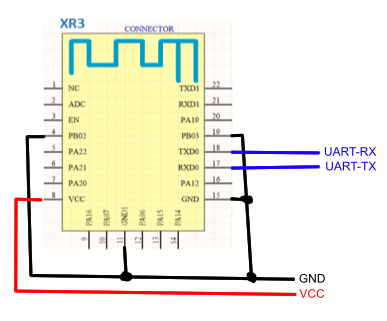 XR3
CONNECTOR
1 NC TXD1 22
2 ADC RXD1 21
3 EN PA19 20
4 PB02 PB03 19
5 PA22 TXD0 18 UART-RX
6 PA21 RXD0 17 UART-TX
7 PA20 PA12 16
8 VCC GND 15
PA16 PA07 GND1 PA06 PA15 PA14
9 10 11 12 13 14
GND
VCC